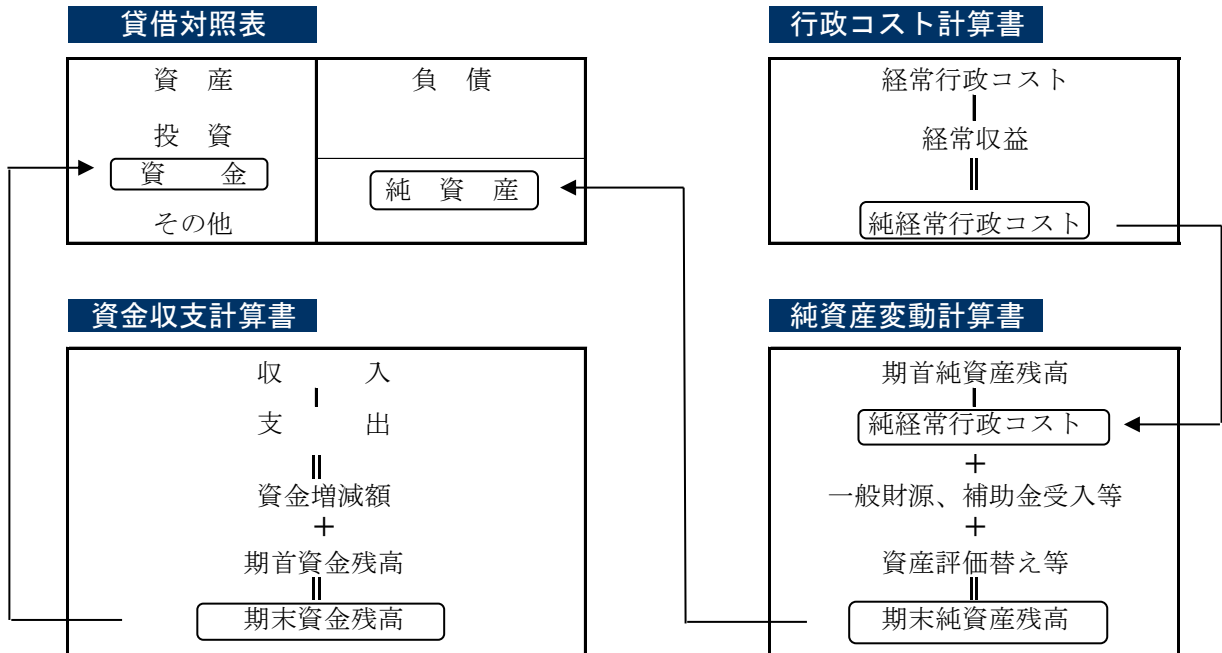 貸借対照表
資　産
投　資
資　　金
その他
負　債
純　資　産
行政コスト計算書
経常行政コスト
経常収益
純経常行政コスト
資金収支計算書
収　　　入
支　　　出
資金増減額
＋
期首資金残高
期末資金残高
純資産変動計算書
期首純資産残高
純経常行政コスト
＋
一般財源、補助金受入等
＋
資産評価替え等
期末純資産残高